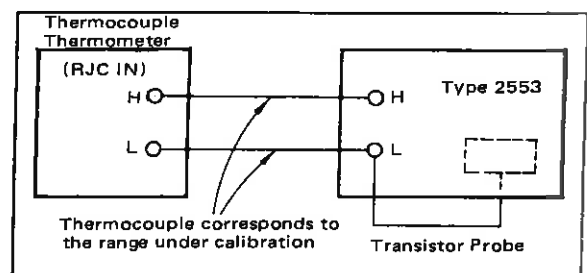 Thermocouple
Thermometer
(RJC IN)
H
H
Type 2553
L
L
Thermocouple corresponds to
the range under calibration
Transistor Probe